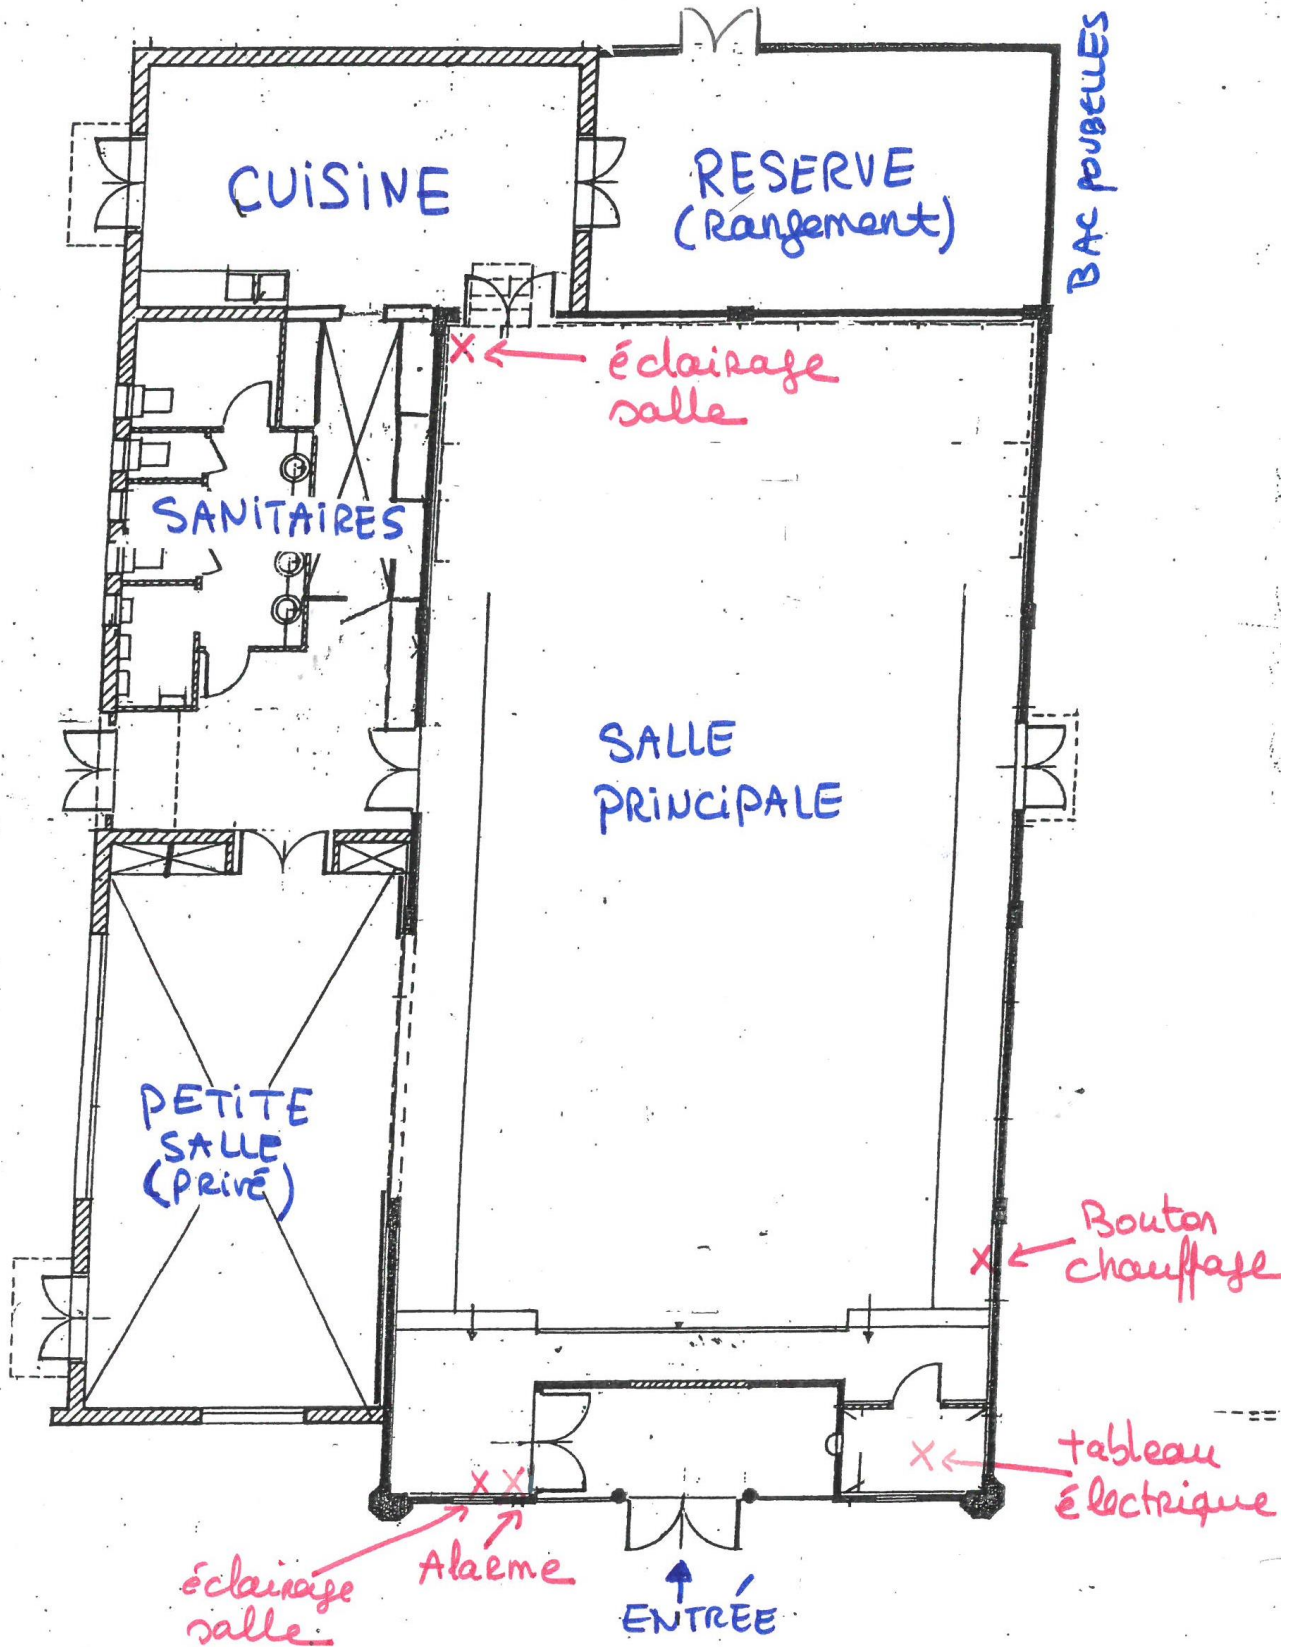 BAC POUBELLES
CUISINE
RESERVE
(Rangement)
éclairage
salle
SANITAIRES
SALLE
PRINCIPALE
PETITE
SALLE
(PRIVÉ)
Bouton
chauffage
tableau
électrique
éclairage
salle
Alarme
ENTRÉE